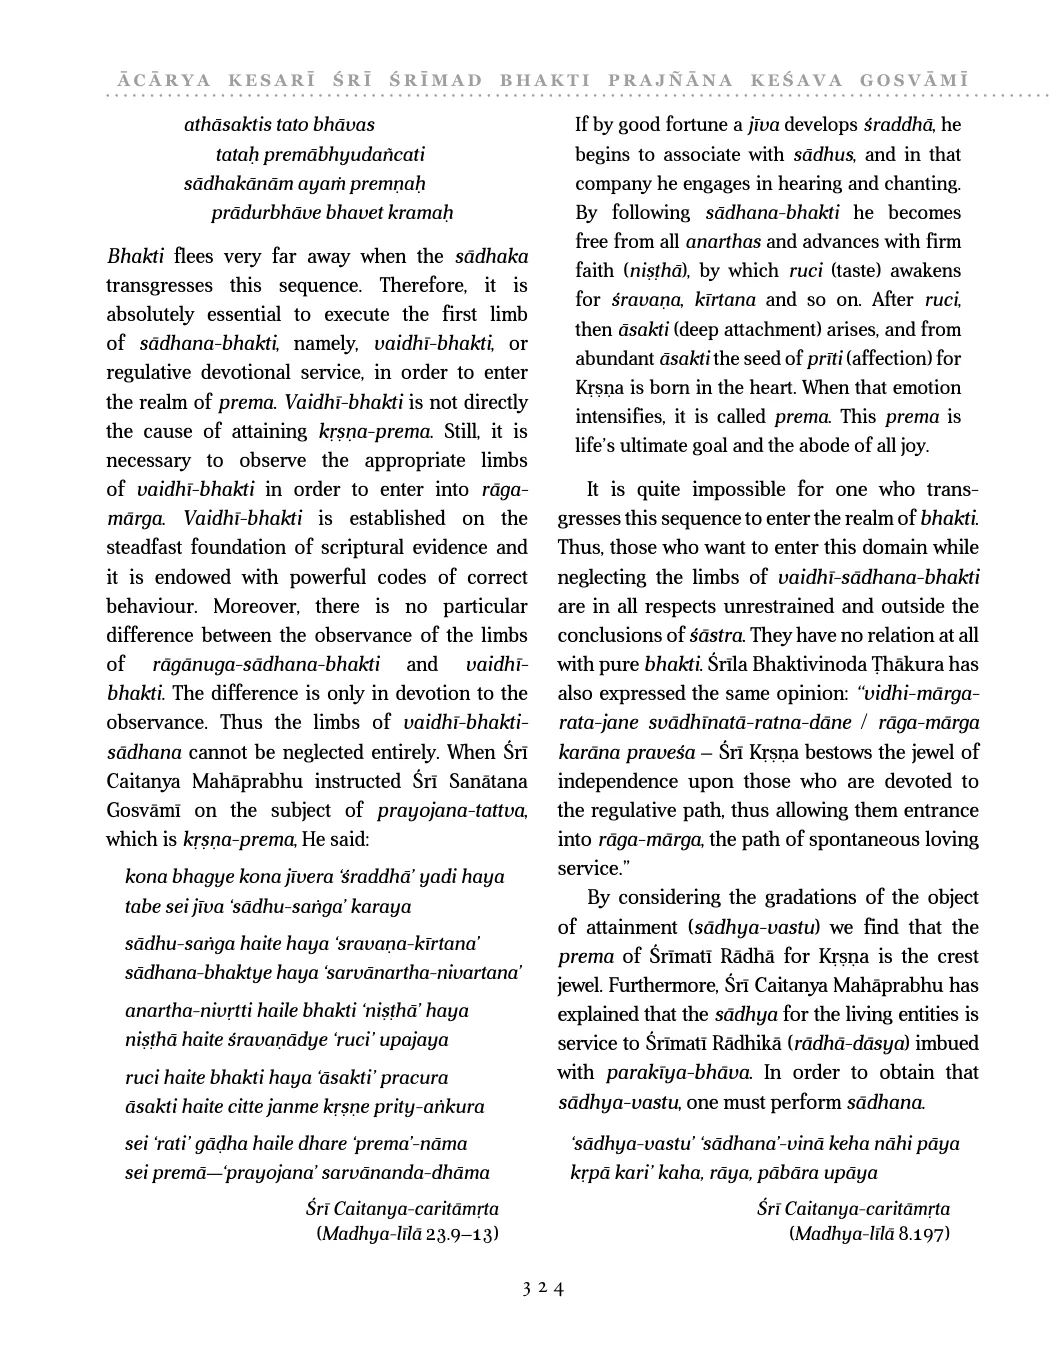 ĀCĀRYA KESARĪ ŚRĪ ŚRĪMAD BHAKTI PRAJÑĀNA KEŚAVA GOSVĀMĪ
athāsaktis tato bhāvas
tataḥ premābhyudañcati
sādhakānām ayaṁ premṇaḥ
prādurbhāve bhavet kramaḥ
Bhakti flees very far away when the sādhaka
transgresses this sequence. Therefore, it is
absolutely essential to execute the first limb
of sādhana-bhakti, namely, vaidhī-bhakti, or
regulative devotional service, in order to enter
the realm of prema. Vaidhī-bhakti is not directly
the cause of attaining kṛṣṇa-prema. Still, it is
necessary to observe the appropriate limbs
of vaidhī-bhakti in order to enter into rāga-
mārga. Vaidhī-bhakti is established on the
steadfast foundation of scriptural evidence and
it is endowed with powerful codes of correct
behaviour. Moreover, there is no particular
difference between the observance of the limbs
of rāgānuga-sādhana-bhakti and vaidhī-
bhakti. The difference is only in devotion to the
observance. Thus the limbs of vaidhī-bhakti-
sādhana cannot be neglected entirely. When Śrī
Caitanya Mahāprabhu instructed Śrī Sanātana
Gosvāmī on the subject of prayojana-tattva,
which is kṛṣṇa-prema, He said:
kona bhagye kona jīvera ‘śraddhā’ yadi haya
tabe sei jīva ‘sādhu-saṅga’ karaya
sādhu-saṅga haite haya ‘sravaṇa-kīrtana’
sādhana-bhaktye haya ‘sarvānartha-nivartana’
anartha-nivṛtti haile bhakti ‘niṣṭhā’ haya
niṣṭhā haite śravaṇādye ‘ruci’ upajaya
ruci haite bhakti haya ‘āsakti’ pracura
āsakti haite citte janme kṛṣṇe prity-aṅkura
sei ‘rati’ gāḍha haile dhare ‘prema’-nāma
sei premā—‘prayojana’ sarvānanda-dhāma
Śrī Caitanya-caritāmṛta
(Madhya-līlā 23.9–13)
If by good fortune a jīva develops śraddhā, he
begins to associate with sādhus, and in that
company he engages in hearing and chanting.
By following sādhana-bhakti he becomes
free from all anarthas and advances with firm
faith (niṣṭhā), by which ruci (taste) awakens
for śravaṇa, kīrtana and so on. After ruci,
then āsakti (deep attachment) arises, and from
abundant āsakti the seed of prīti (affection) for
Kṛṣṇa is born in the heart. When that emotion
intensifies, it is called prema. This prema is
life’s ultimate goal and the abode of all joy.
It is quite impossible for one who trans-
gresses this sequence to enter the realm of bhakti.
Thus, those who want to enter this domain while
neglecting the limbs of vaidhī-sādhana-bhakti
are in all respects unrestrained and outside the
conclusions of śāstra. They have no relation at all
with pure bhakti. Śrīla Bhaktivinoda Ṭhākura has
also expressed the same opinion: “vidhi-mārga-
rata-jane svādhīnatā-ratna-dāne / rāga-mārga
karāna praveśa – Śrī Kṛṣṇa bestows the jewel of
independence upon those who are devoted to
the regulative path, thus allowing them entrance
into rāga-mārga, the path of spontaneous loving
service.”
By considering the gradations of the object
of attainment (sādhya-vastu) we find that the
prema of Śrīmatī Rādhā for Kṛṣṇa is the crest
jewel. Furthermore, Śrī Caitanya Mahāprabhu has
explained that the sādhya for the living entities is
service to Śrīmatī Rādhikā (rādhā-dāsya) imbued
with parakīya-bhāva. In order to obtain that
sādhya-vastu, one must perform sādhana.
‘sādhya-vastu’ ‘sādhana’-vinā keha nāhi pāya
kṛpā kari’ kaha, rāya, pābāra upāya
Śrī Caitanya-caritāmṛta
(Madhya-līlā 8.197)
324